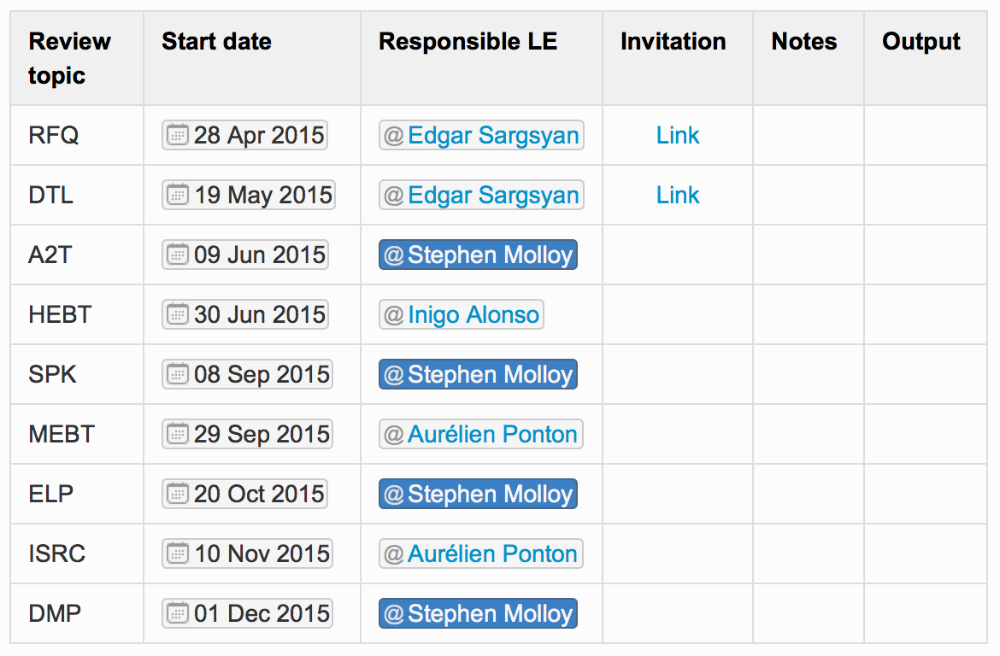 Review topic Start date Responsible LE Invitation Notes Output
RFQ 28 Apr 2015 @Edgar Sargsyan Link
DTL 19 May 2015 @Edgar Sargsyan Link
A2T 09 Jun 2015 @Stephen Molloy
HEBT 30 Jun 2015 @Inigo Alonso
SPK 08 Sep 2015 @Stephen Molloy
MEBT 29 Sep 2015 @Aurélien Ponton
ELP 20 Oct 2015 @Stephen Molloy
ISRC 10 Nov 2015 @Aurélien Ponton
DMP 01 Dec 2015 @Stephen Molloy